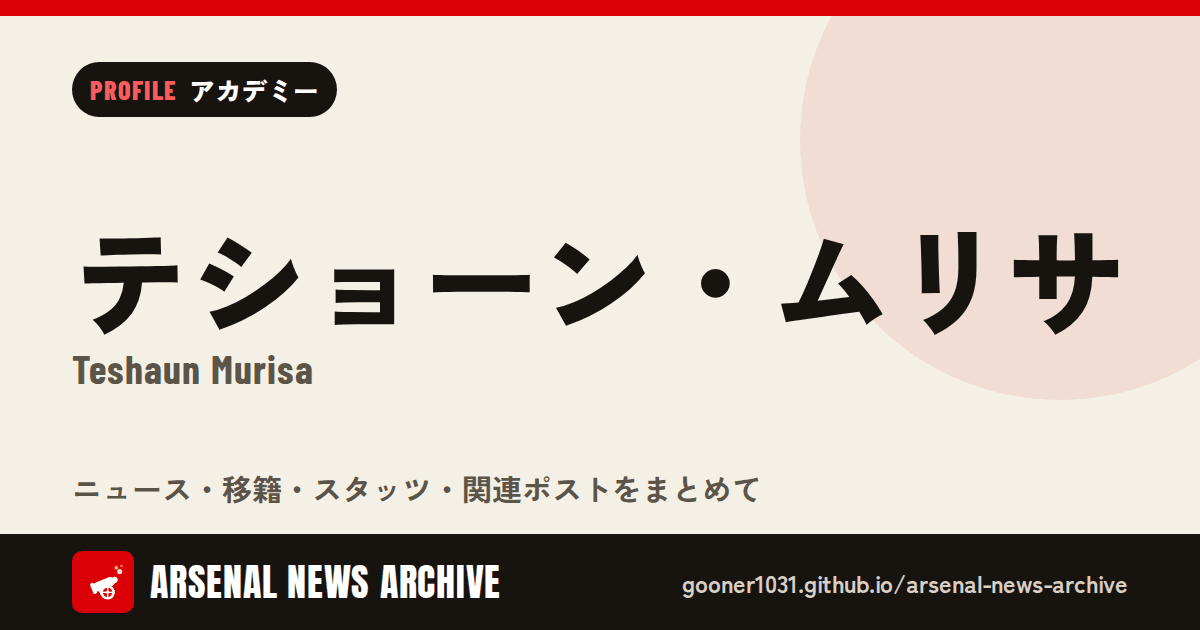 PROFILE アカデミー
テショーン・ムリサ
Teshaun Murisa
ニュース・移籍・スタッツ・関連ポストをまとめて
ARSENAL NEWS ARCHIVE
gooner1031.github.io/arsenal-news-archive